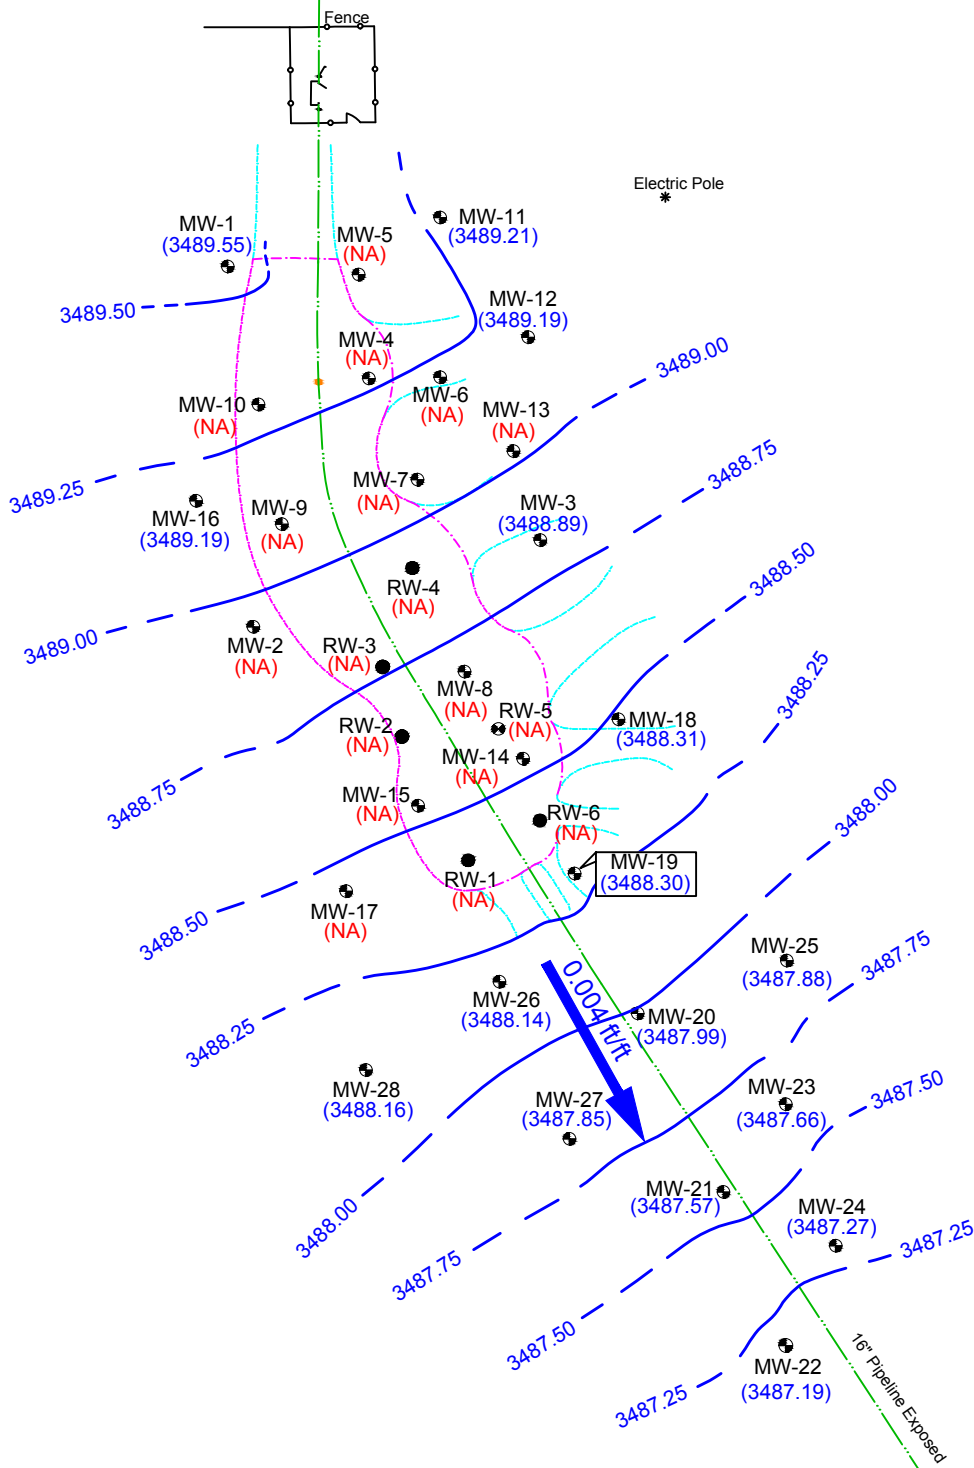 Fence
Electric Pole
MW-1
(3489.55)
MW-5
(NA)
MW-11
(3489.21)
3489.50
MW-12
(3489.19)
MW-4
(NA)
3489.00
MW-10
(NA)
MW-6
(NA)
MW-13
(NA)
3489.25
MW-7
(NA)
3488.75
MW-16
(3489.19)
MW-9
(NA)
MW-3
(3488.89)
RW-4
(NA)
3488.50
3489.00
MW-2
(NA)
RW-3
(NA)
MW-8
(NA)
3488.25
RW-2
(NA)
RW-5
(NA)
MW-18
(3488.31)
MW-14
(NA)
3488.75
MW-15
(NA)
RW-6
(NA)
3488.00
MW-19
(3488.30)
RW-1
(NA)
MW-17
(NA)
3488.50
MW-25
(3487.88)
3487.75
MW-26
(3488.14)
0.004 ft/ft
MW-20
(3487.99)
3488.25
MW-28
(3488.16)
MW-27
(3487.85)
MW-23
(3487.66)
3487.50
MW-21
(3487.57)
MW-24
(3487.27)
3488.00
3487.25
3487.75
3487.50
MW-22
(3487.19)
3487.25
16" Pipeline Exposed